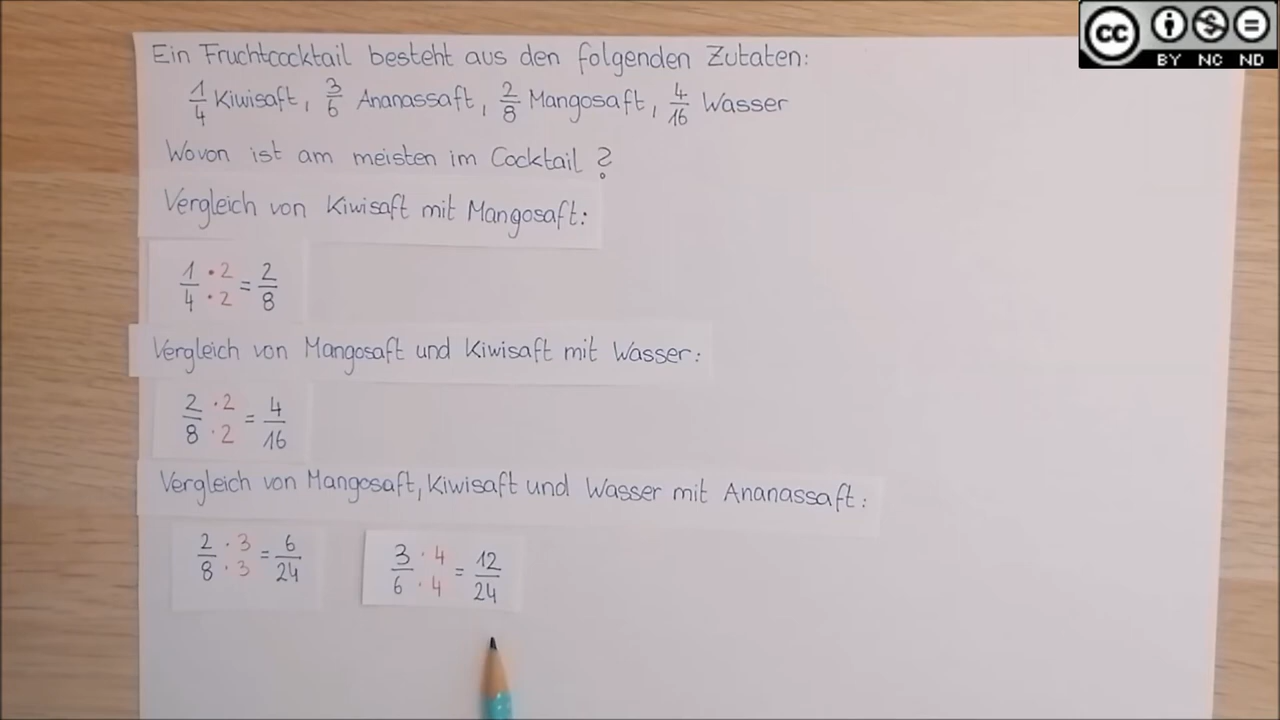 Ein Fruchtcocktail besteht aus den folgenden Zutaten:
1/4 Kiwisaft, 3/6 Ananassaft, 2/8 Mangosaft, 4/16 Wasser
Wovon ist am meisten im Cocktail ?
Vergleich von Kiwisaft mit Mangosaft:
1/4 ·2/·2 = 2/8
Vergleich von Mangosaft und Kiwisaft mit Wasser:
2/8 ·2/·2 = 4/16
Vergleich von Mangosaft, Kiwisaft und Wasser mit Ananassaft:
2/8 ·3/·3 = 6/24 3/6 ·4/·4 = 12/24
cc
BY NC ND